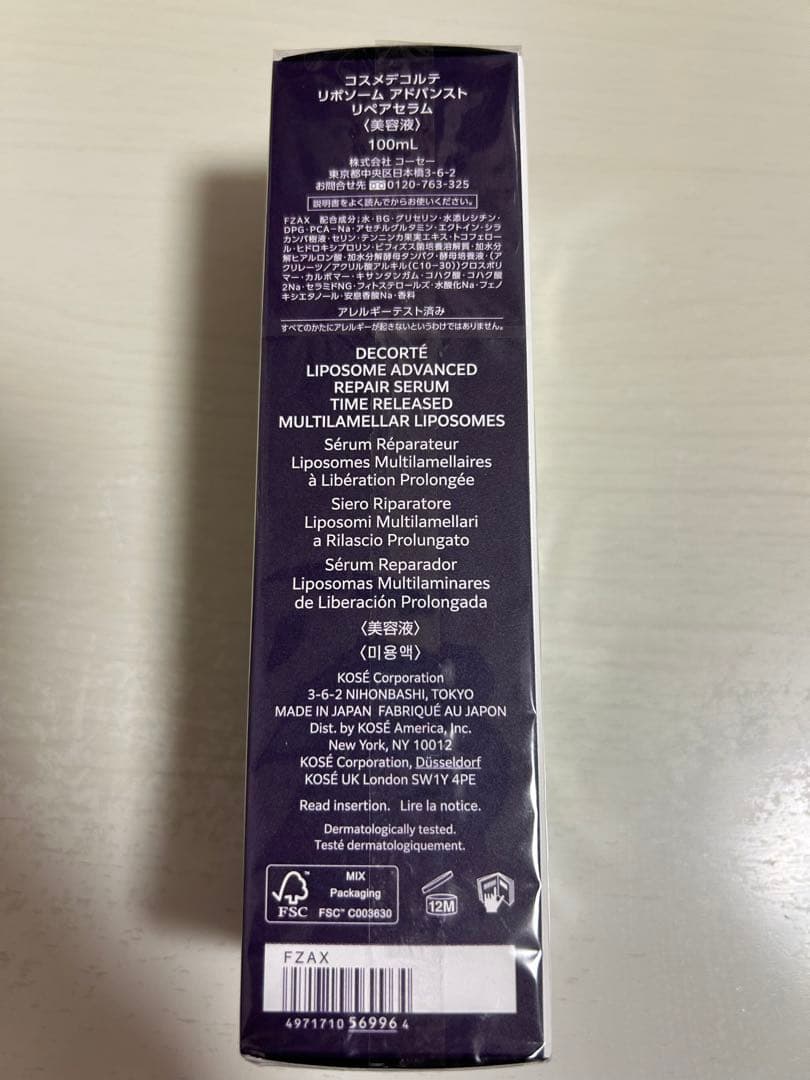 コスメデコルテ
リポソーム アドバンスト
リペアセラム
〈美容液〉
100mL
株式会社 コーセー
東京都中央区日本橋3-6-2
お問合せ先 0120-763-325
説明書をよく読んでからお使いください。
FZAX 配合成分:水・BG・グリセリン・水添レシチン・
DPG・PCA-Na・アセチルグルタミン・エクトイン・シラ
カンバ樹液・セリン・テンニンカ果実エキス・トコフェロー
ル・ヒドロキシプロリン・ビフィズス菌培養溶解質・加水分
解ヒアルロン酸・加水分解酵母タンパク・酵母培養液・(ア
クリレーツ/アクリル酸アルキル(C10-30))クロスポリ
マー・カルボマー・キサンタンガム・コハク酸・コハク酸
2Na・セラミドNG・フィトステロールズ・水酸化Na・フェノ
キシエタノール・安息香酸Na・香料
アレルギーテスト済み
すべてのかたにアレルギーが起きないというわけではありません。
DECORTÉ
LIPOSOME ADVANCED
REPAIR SERUM
TIME RELEASED
MULTILAMELLAR LIPOSOMES
Sérum Réparateur
Liposomes Multilamellaires
à Libération Prolongée
Siero Riparatore
Liposomi Multilamellari
a Rilascio Prolungato
Sérum Reparador
Liposomas Multilaminares
de Liberación Prolongada
〈美容液〉
〈미용액〉
KOSÉ Corporation
3-6-2 NIHONBASHI, TOKYO
MADE IN JAPAN FABRIQUÉ AU JAPON
Dist. by KOSÉ America, Inc.
New York, NY 10012
KOSÉ Corporation, Düsseldorf
KOSÉ UK London SW1Y 4PE
Read insertion. Lire la notice.
Dermatologically tested.
Testé dermatologiquement.
FSC
MIX
Packaging
FSC™ C003630
12M
FZAX
4971710 56996 4